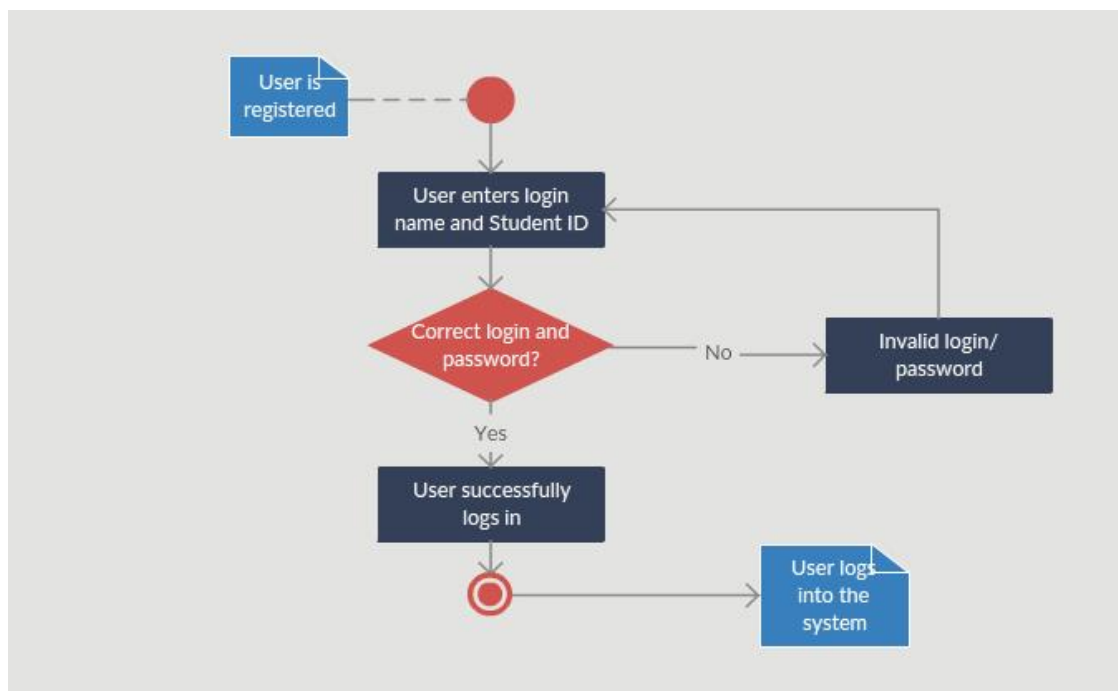 User is
registered
User enters login
name and Student ID
Correct login and
password?
No
Invalid login/
password
Yes
User successfully
logs in
User logs
into the
system